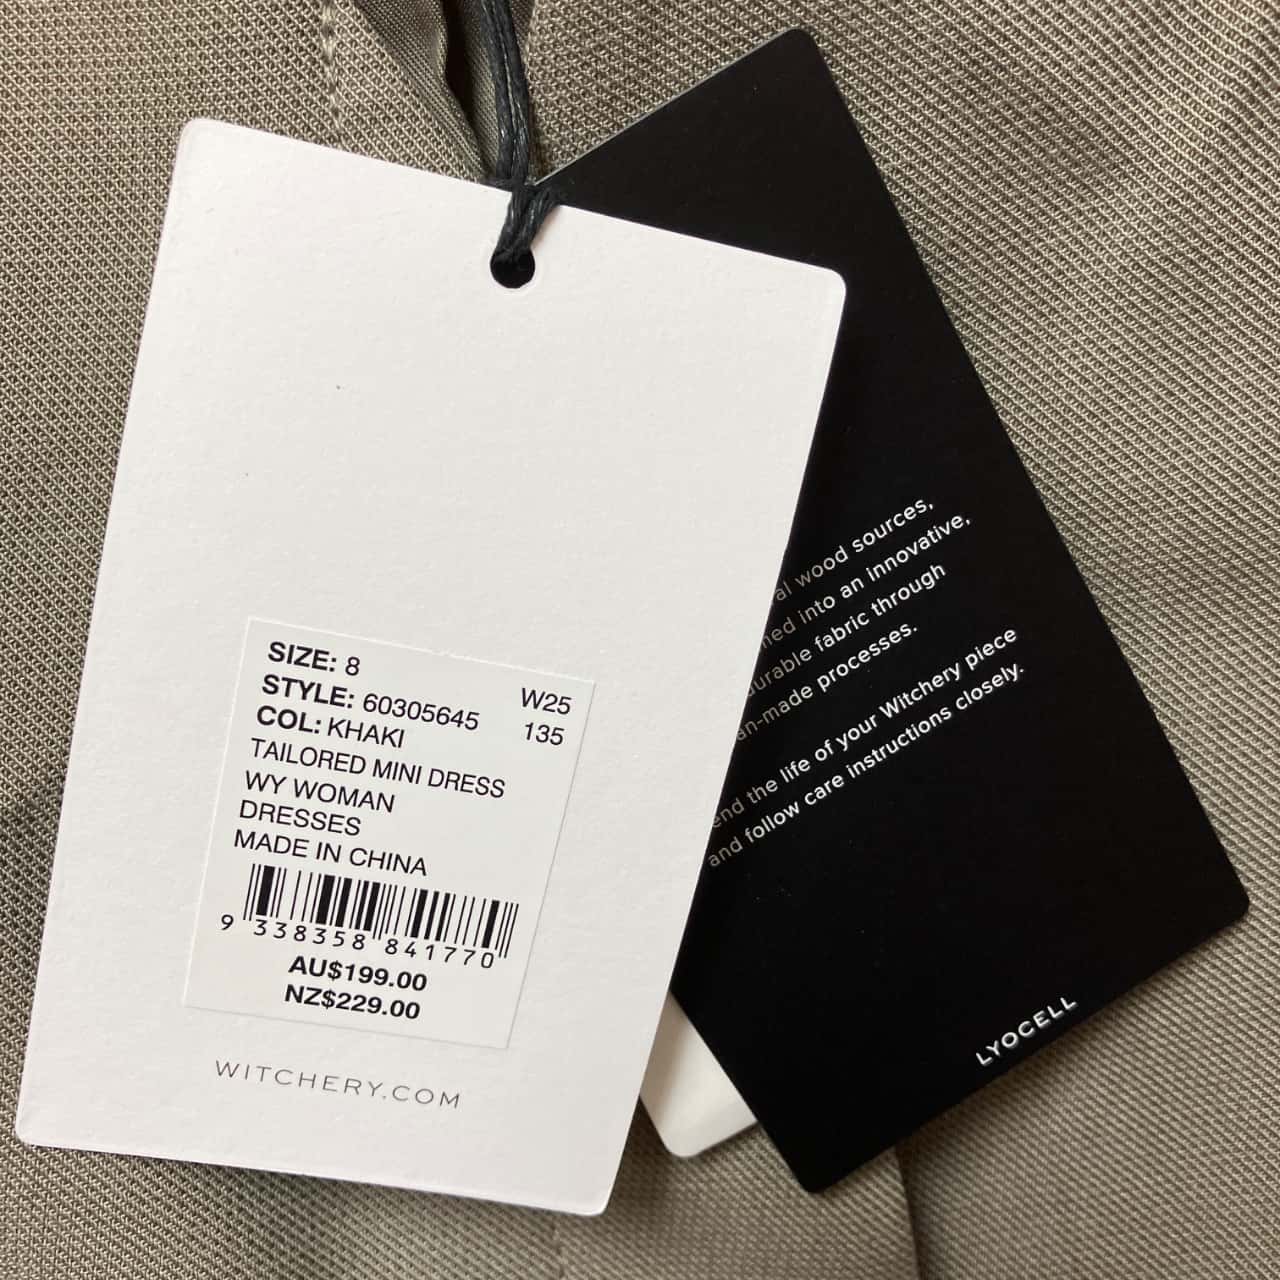 SIZE: 8
STYLE: 60305645 W25
COL: KHAKI 135
TAILORED MINI DRESS
WY WOMAN
DRESSES
MADE IN CHINA
9 338358 841770
AU$199.00
NZ$229.00
WITCHERY.COM
wood sources,
into an innovative,
fabric through
processes.
the life of your Witchery piece
and follow care instructions closely.
LYOCELL